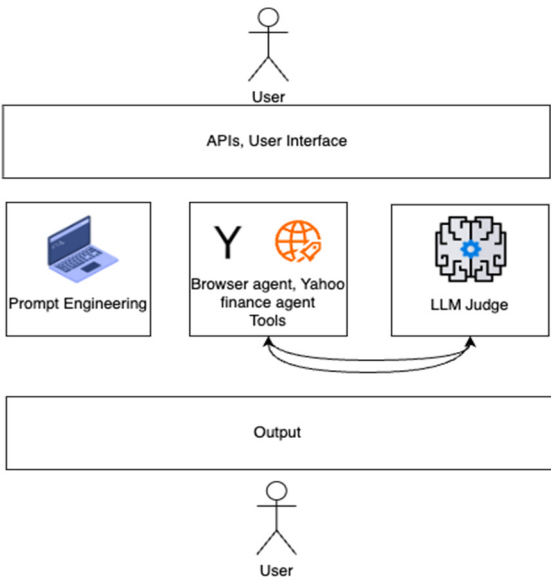 User
APIs, User Interface
Y
Prompt Engineering
Browser agent, Yahoo
finance agent
Tools
LLM Judge
Output
User